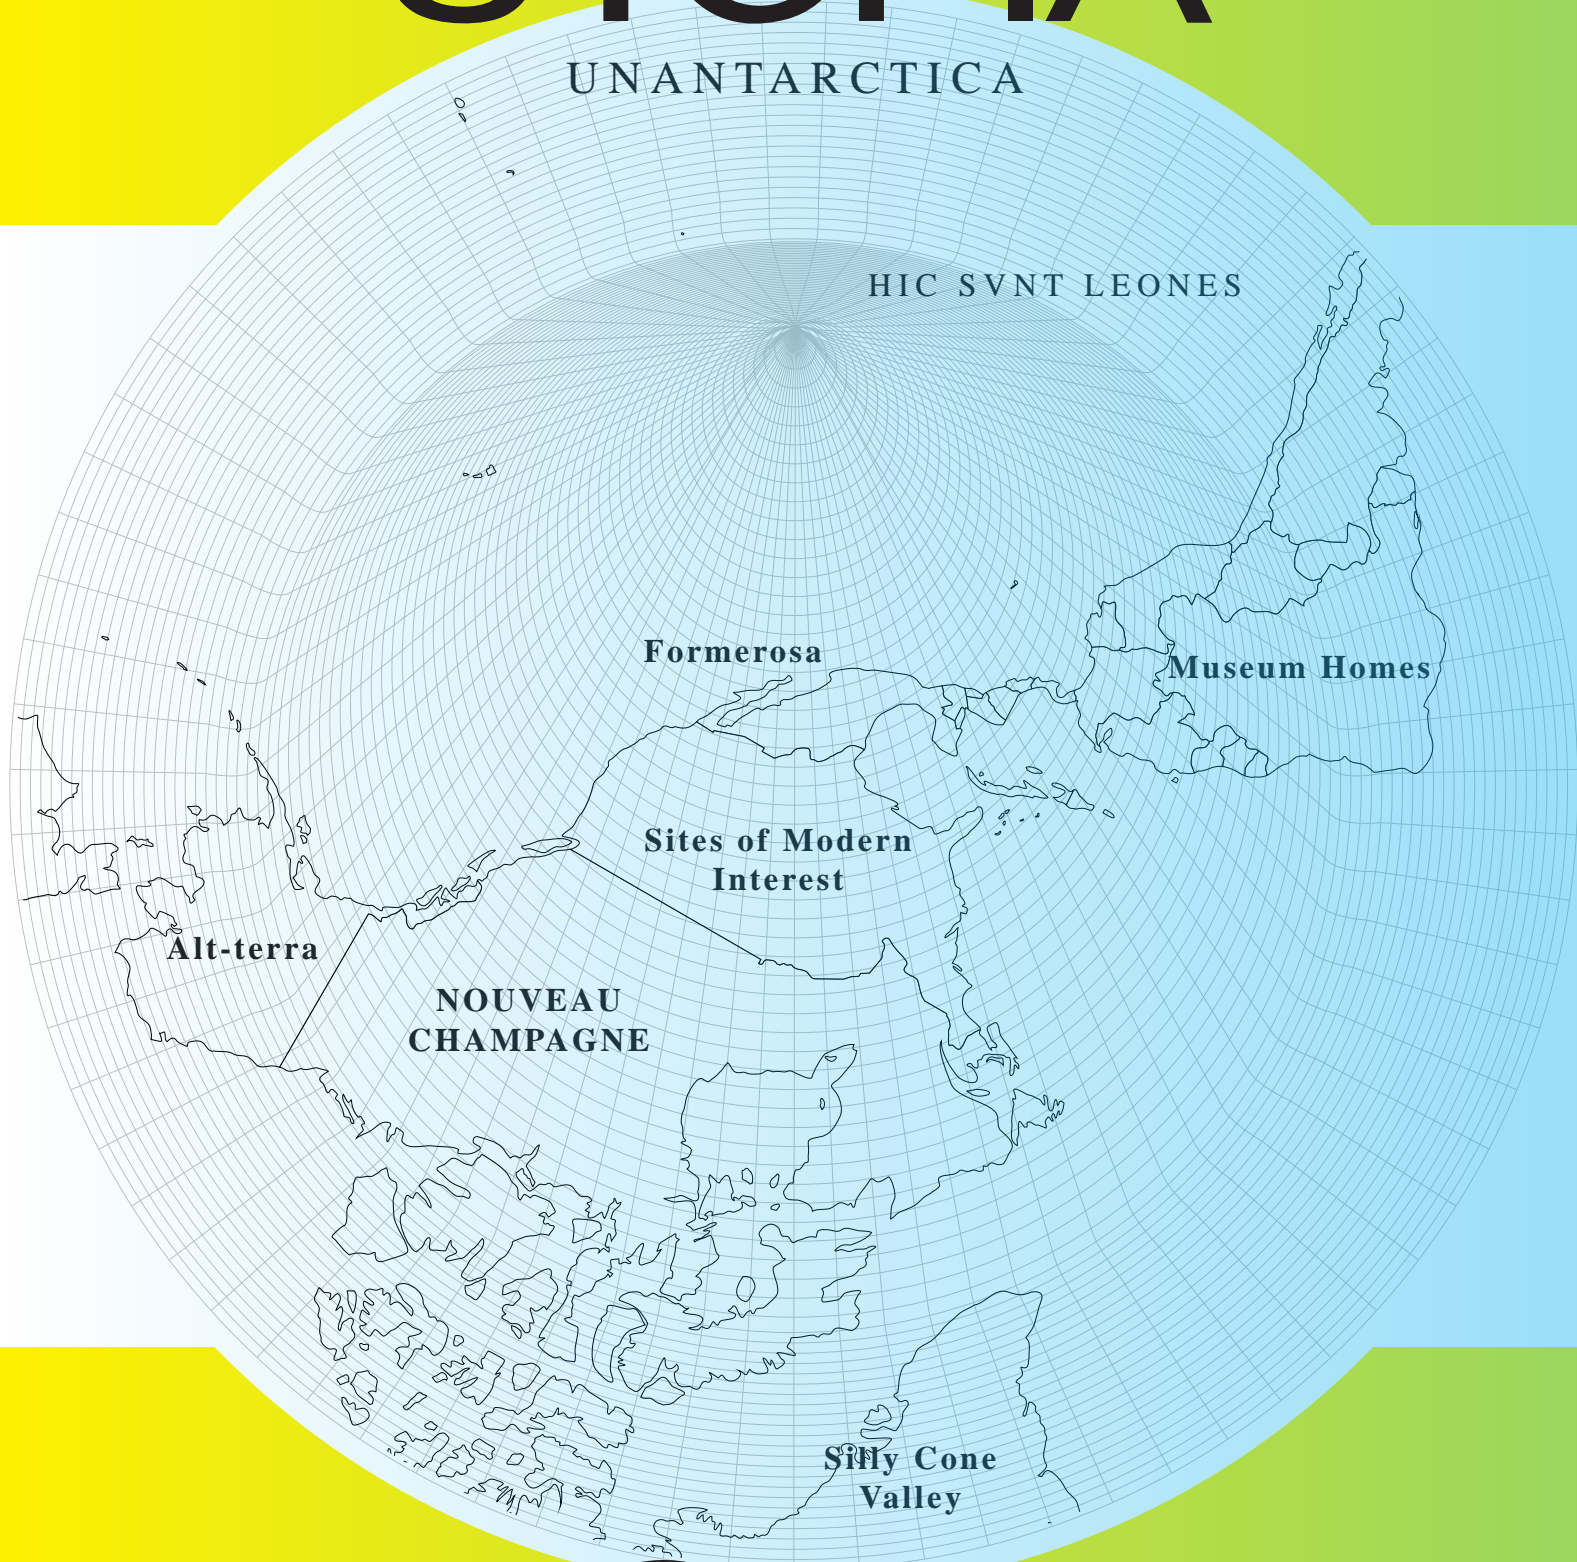 UNANTARCTICA
HIC SVNT LEONES
Formerosa
Museum Homes
Sites of Modern
Interest
Alt-terra
NOUVEAU
CHAMPAGNE
Silly Cone
Valley